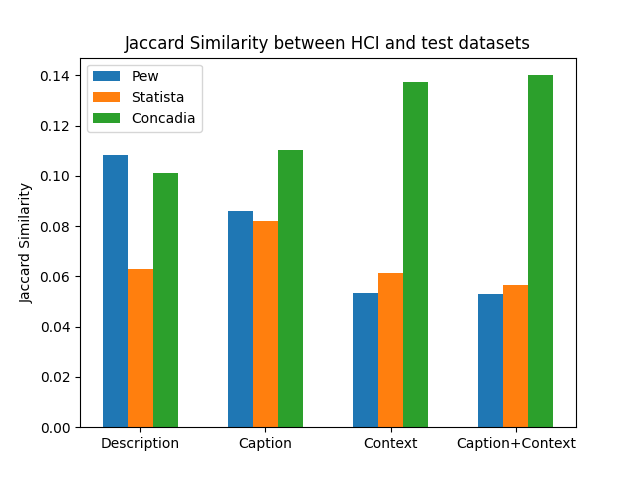 Jaccard Similarity between HCI and test datasets
Pew
Statista
Concadia
Jaccard Similarity
0.14
0.12
0.10
0.08
0.06
0.04
0.02
0.00
Description Caption Context Caption+Context